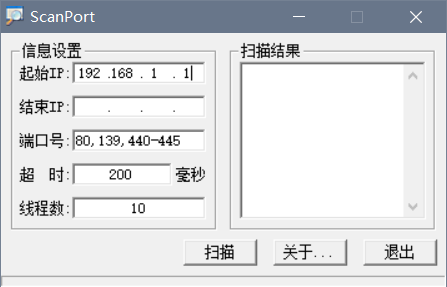 ScanPort
信息设置
起始IP: 192 .168 . 1 . 1
结束IP: . . .
端口号: 80,139,440-445
超 时: 200 毫秒
线程数: 10
扫描结果
扫描 关于... 退出